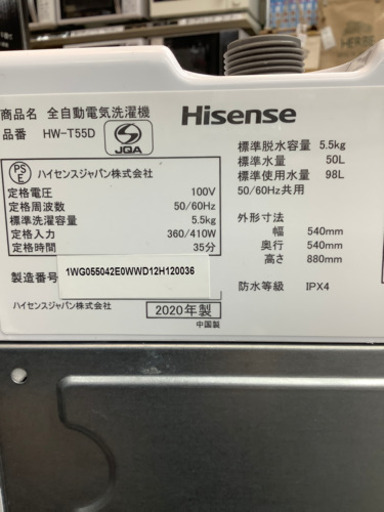 商品名 全自動電気洗濯機
品番 HW-T55D
JQA
Hisense
PS
E
ハイセンスジャパン株式会社
定格電圧 100V
定格周波数 50/60Hz
標準洗濯容量 5.5kg
定格入力 360/410W
定格時間 35分
製造番号 1WG055042E0WWD12H120036
ハイセンスジャパン株式会社
標準脱水容量 5.5kg
標準水量 50L
標準使用水量 98L
50/60Hz共用
外形寸法
幅 540mm
奥行 540mm
高さ 880mm
防水等級 IPX4
2020年製
中国製